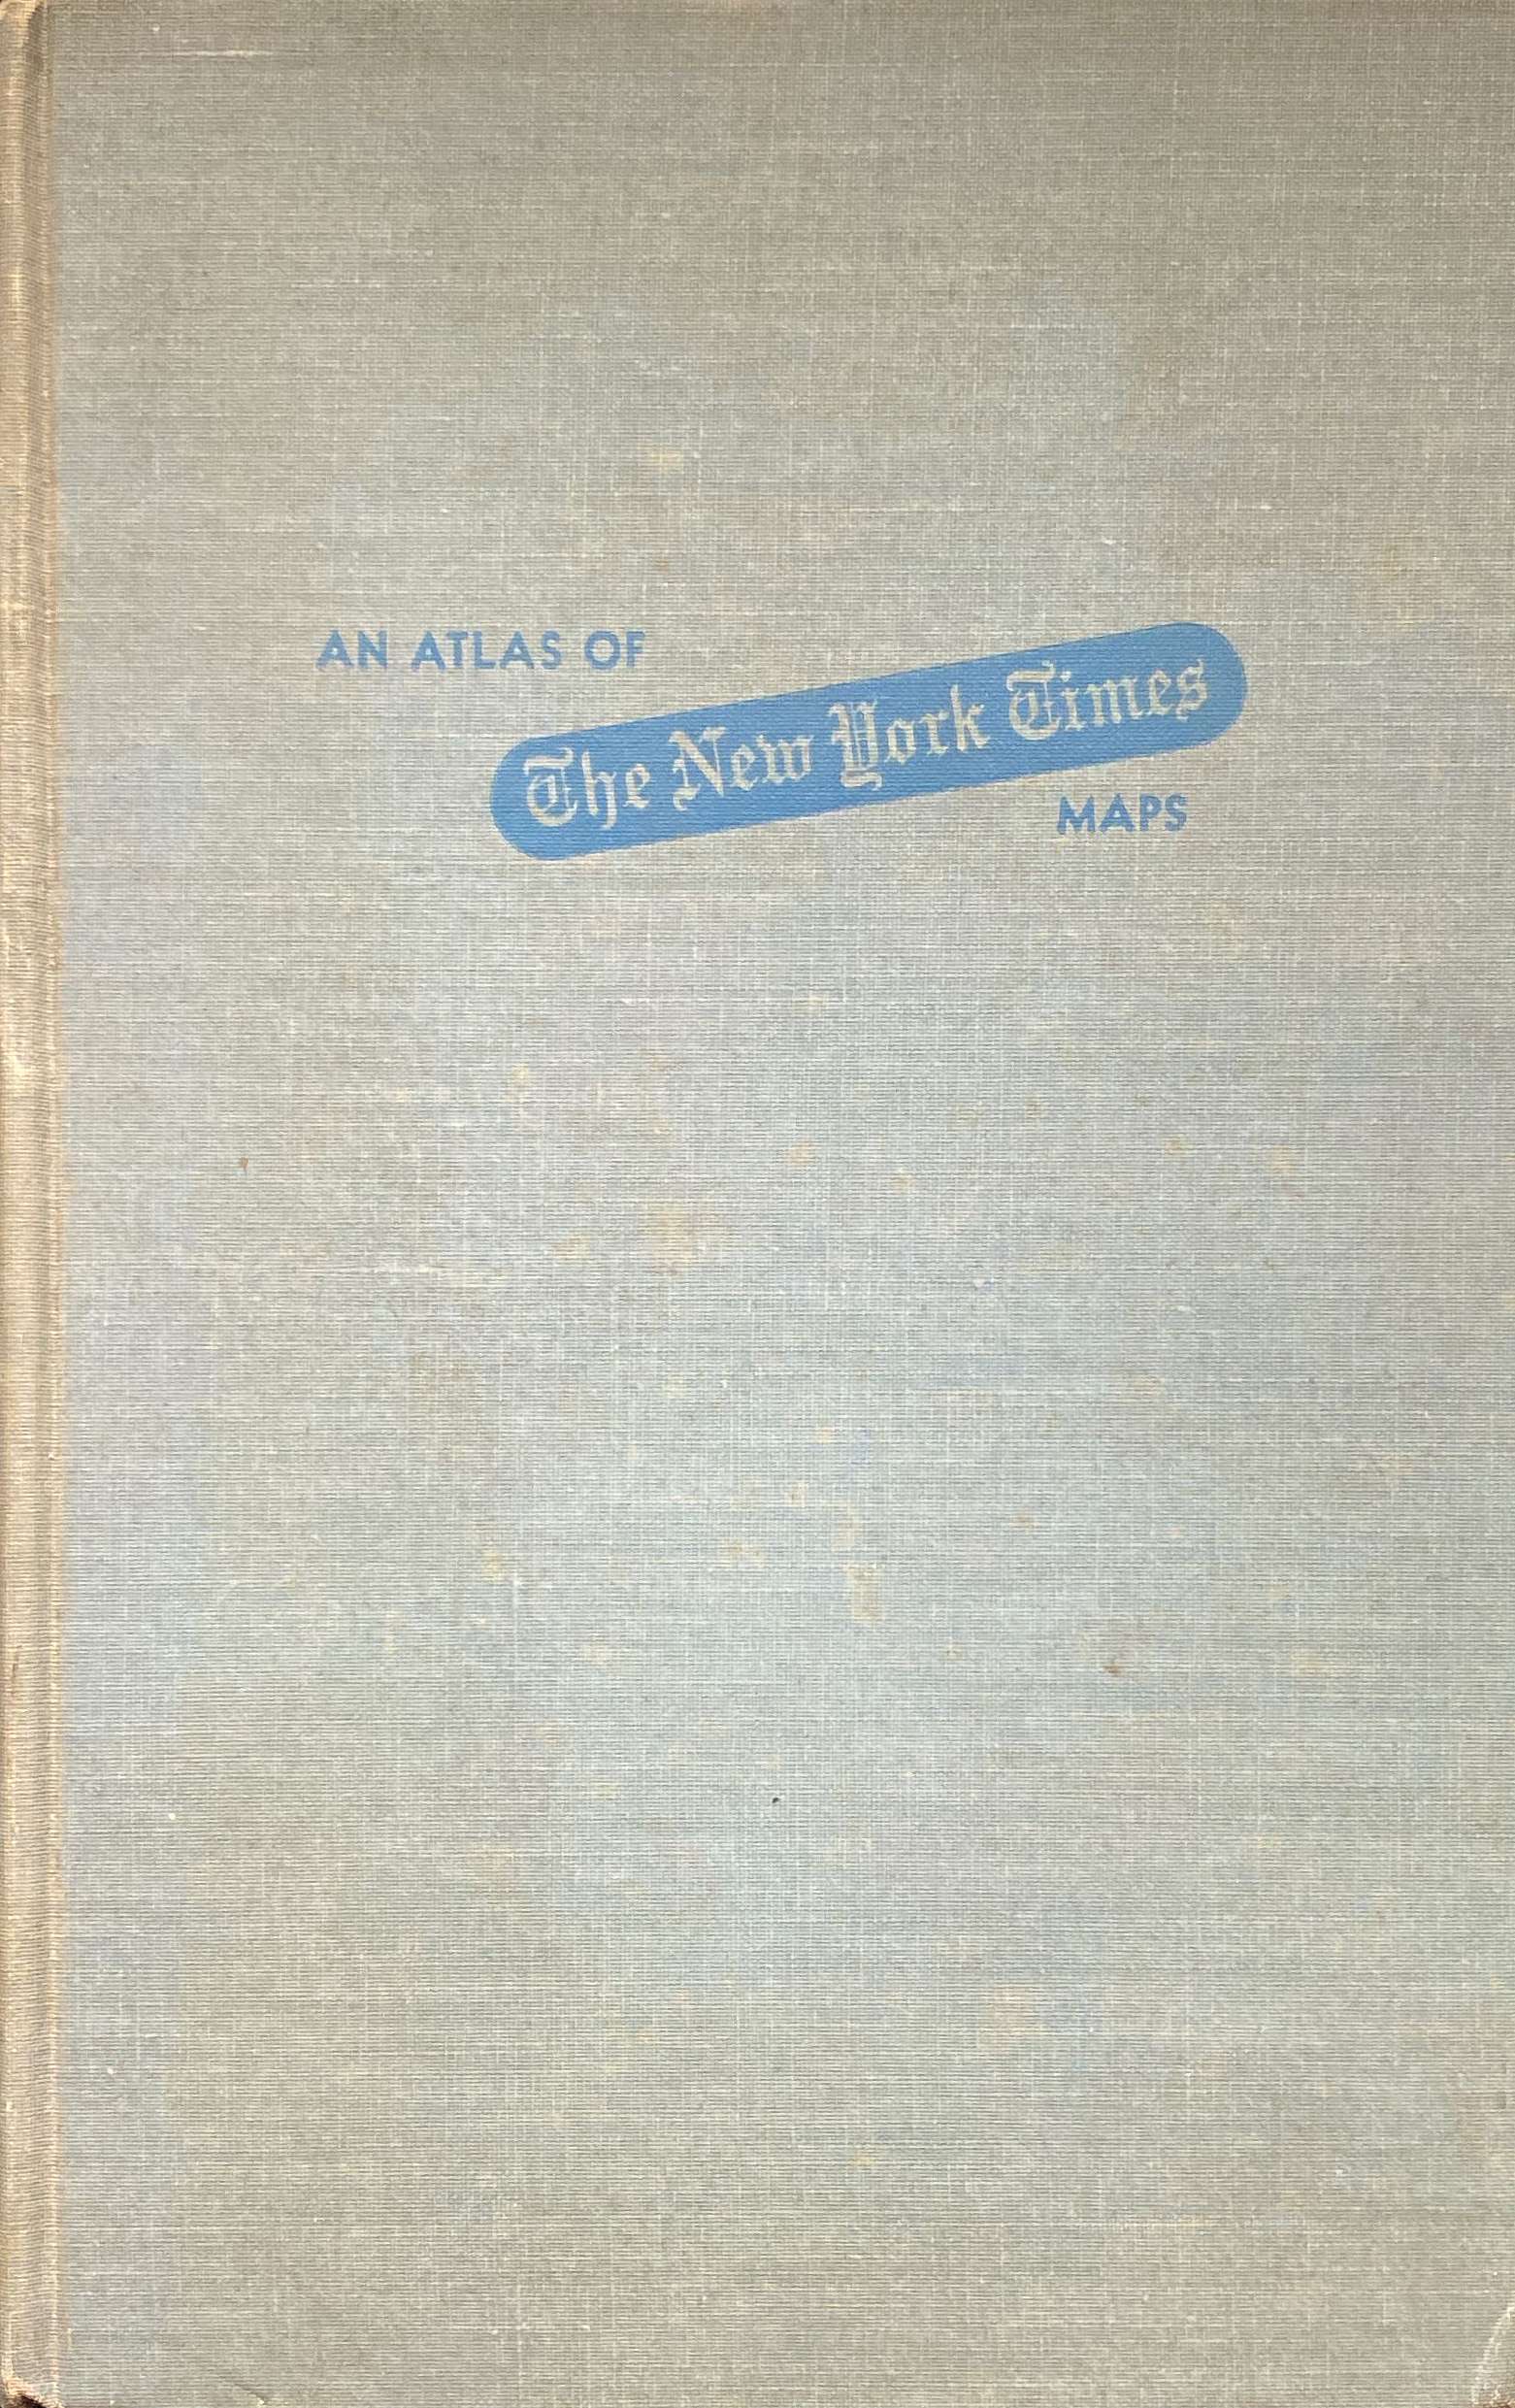 AN ATLAS OF
The New York Times
MAPS